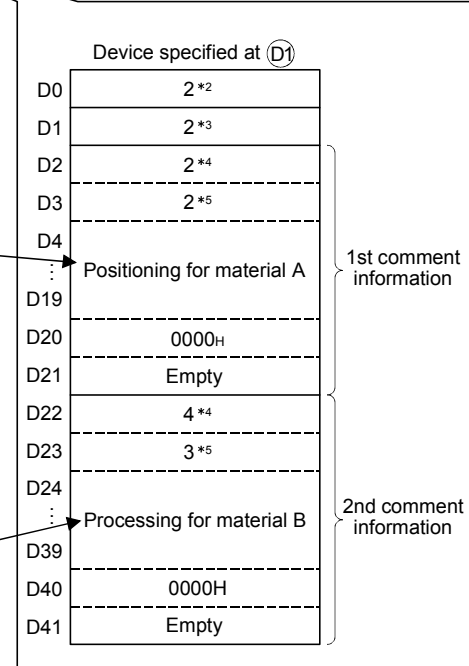 Device specified at D1
D0 2 *2
D1 2 *3
D2 2 *4
D3 2 *5
D4
⋮ Positioning for material A
D19
1st comment
information
D20 0000H
D21 Empty
D22 4 *4
D23 3 *5
D24
⋮ Processing for material B
D39
2nd comment
information
D40 0000H
D41 Empty